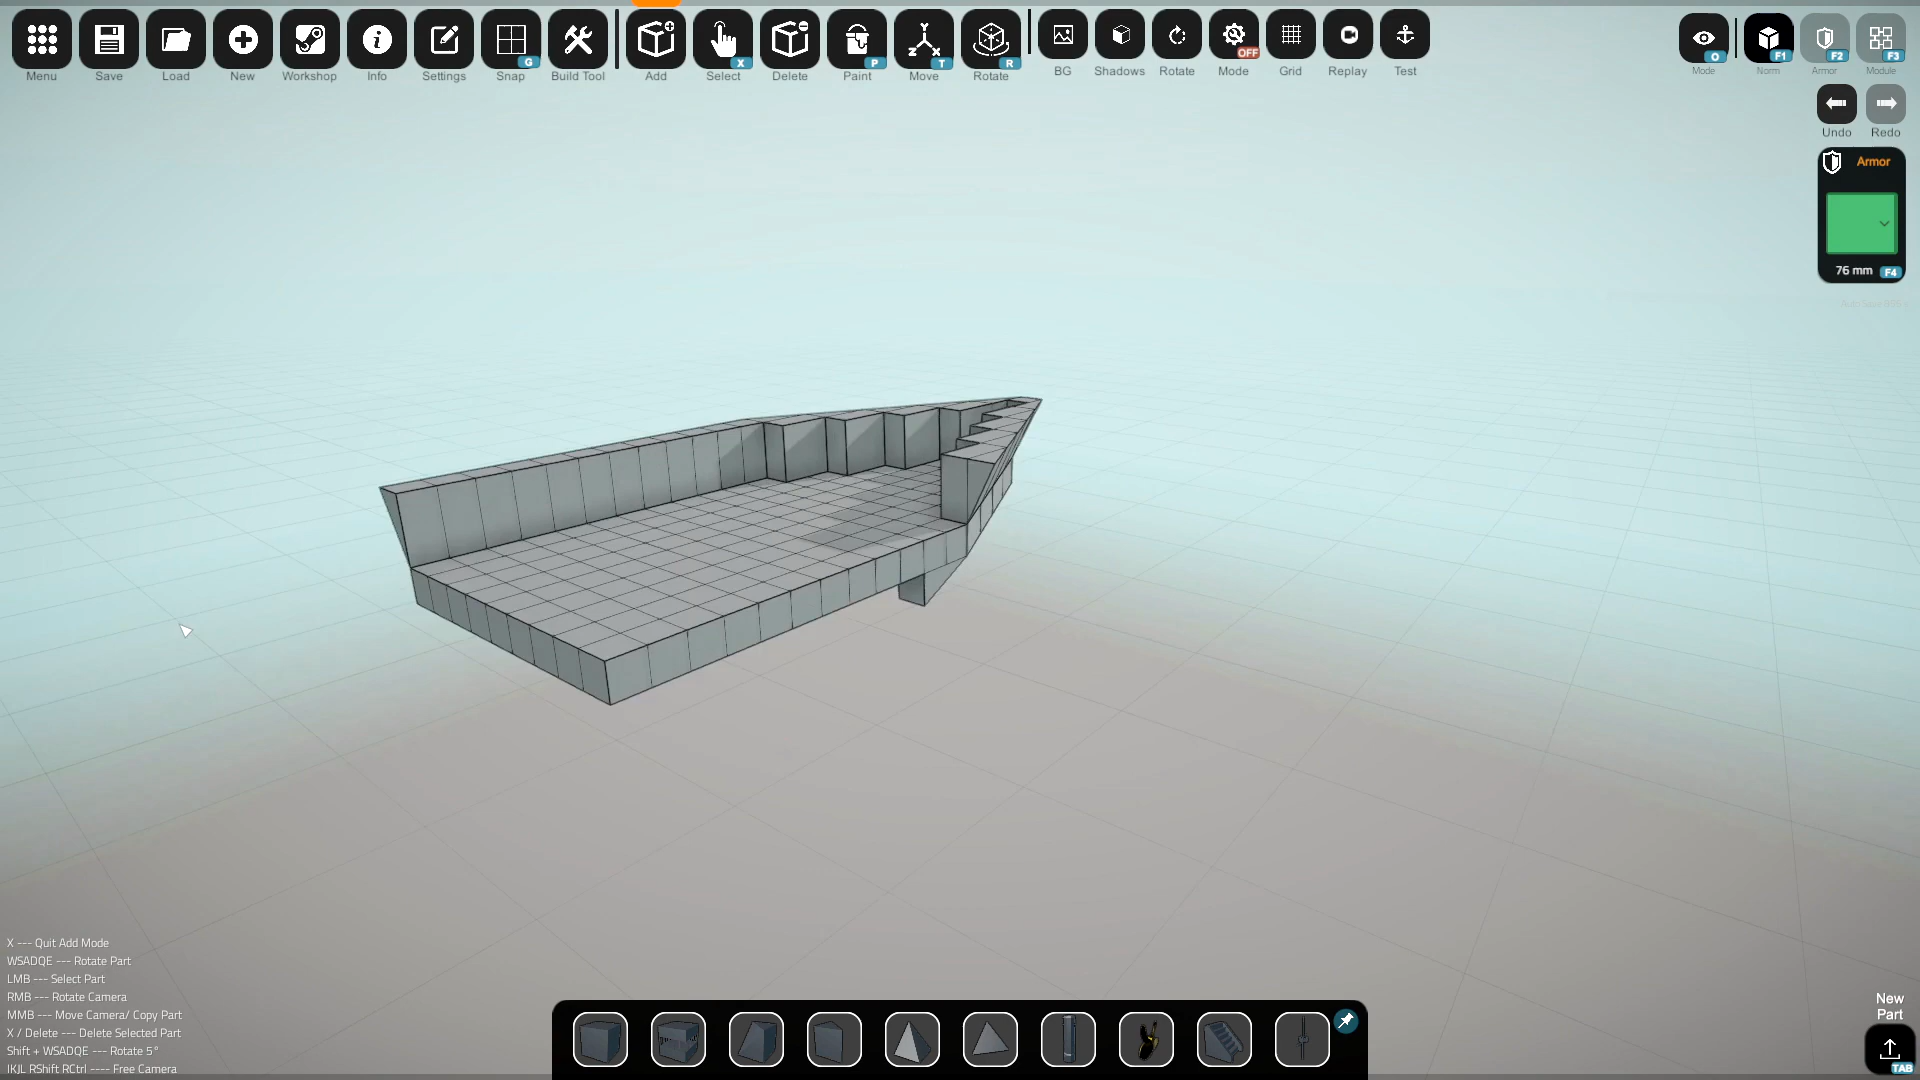 Menu
Save
Load
New
Workshop
Info
Settings
G
Snap
Build Tool
Add
X
Select
Delete
P
Paint
T
Move
R
Rotate
BG
Shadows
Rotate
OFF
Mode
Grid
Replay
Test
O
Mode
F1
Norm
F2
Armor
F3
Module
Undo
Redo
Armor
76 mm
F4
X --- Quit Add Mode
WSADQE --- Rotate Part
LMB --- Select Part
RMB --- Rotate Camera
MMB --- Move Camera/ Copy Part
X / Delete --- Delete Selected Part
Shift + WSADQE --- Rotate 5°
IKJL RShift RCtrl ---- Free Camera
New
Part
TAB